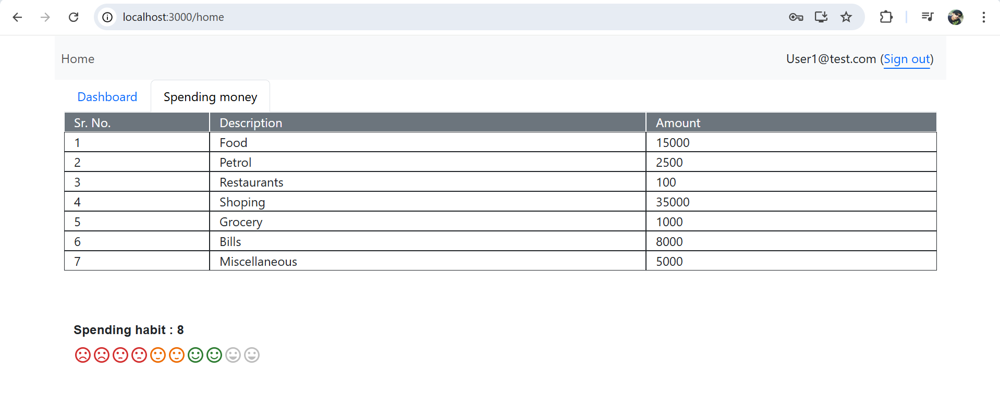 localhost:3000/home
Home User1@test.com (Sign out)
Dashboard Spending money
Sr. No. Description Amount
1 Food 15000
2 Petrol 2500
3 Restaurants 100
4 Shoping 35000
5 Grocery 1000
6 Bills 8000
7 Miscellaneous 5000
Spending habit : 8